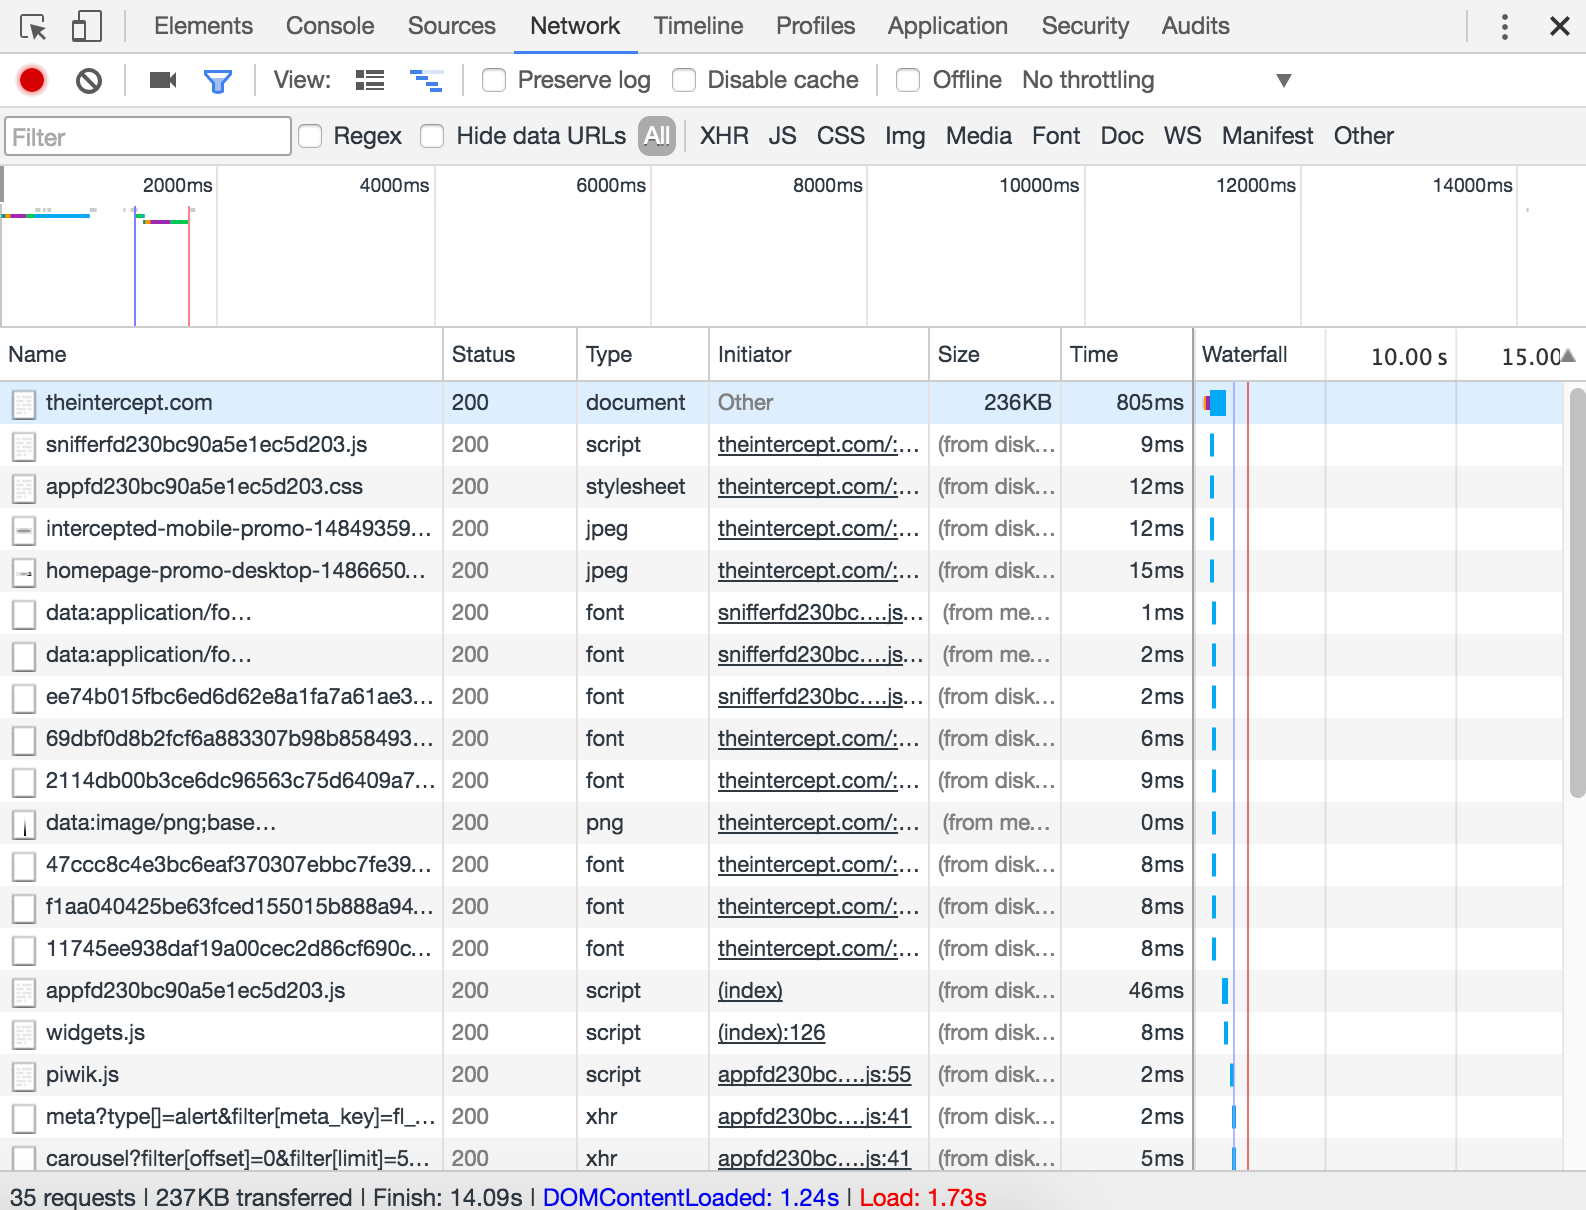 Elements Console Sources Network Timeline Profiles Application Security Audits
View: Preserve log Disable cache Offline No throttling
Filter Regex Hide data URLs All XHR JS CSS Img Media Font Doc WS Manifest Other
2000ms 4000ms 6000ms 8000ms 10000ms 12000ms 14000ms
Name Status Type Initiator Size Time Waterfall 10.00 s 15.00
theintercept.com 200 document Other 236KB 805ms
snifferfd230bc90a5e1ec5d203.js 200 script theintercept.com/:… (from disk… 9ms
appfd230bc90a5e1ec5d203.css 200 stylesheet theintercept.com/:… (from disk… 12ms
intercepted-mobile-promo-14849359… 200 jpeg theintercept.com/:… (from disk… 12ms
homepage-promo-desktop-1486650… 200 jpeg theintercept.com/:… (from disk… 15ms
data:application/fo… 200 font snifferfd230bc….js… (from me… 1ms
data:application/fo… 200 font snifferfd230bc….js… (from me… 2ms
ee74b015fbc6ed6d62e8a1fa7a61ae3… 200 font snifferfd230bc….js… (from disk… 2ms
69dbf0d8b2fcf6a883307b98b858493… 200 font theintercept.com/:… (from disk… 6ms
2114db00b3ce6dc96563c75d6409a7… 200 font theintercept.com/:… (from disk… 9ms
data:image/png;base… 200 png theintercept.com/:… (from me… 0ms
47ccc8c4e3bc6eaf370307ebbc7fe39… 200 font theintercept.com/:… (from disk… 8ms
f1aa040425be63fced155015b888a94… 200 font theintercept.com/:… (from disk… 8ms
11745ee938daf19a00cec2d86cf690c… 200 font theintercept.com/:… (from disk… 8ms
appfd230bc90a5e1ec5d203.js 200 script (index) (from disk… 46ms
widgets.js 200 script (index):126 (from disk… 8ms
piwik.js 200 script appfd230bc….js:55 (from disk… 2ms
meta?type[]=alert&filter[meta_key]=fl_… 200 xhr appfd230bc….js:41 (from disk… 2ms
carousel?filter[offset]=0&filter[limit]=5… 200 xhr appfd230bc….js:41 (from disk… 5ms
35 requests | 237KB transferred | Finish: 14.09s | DOMContentLoaded: 1.24s | Load: 1.73s